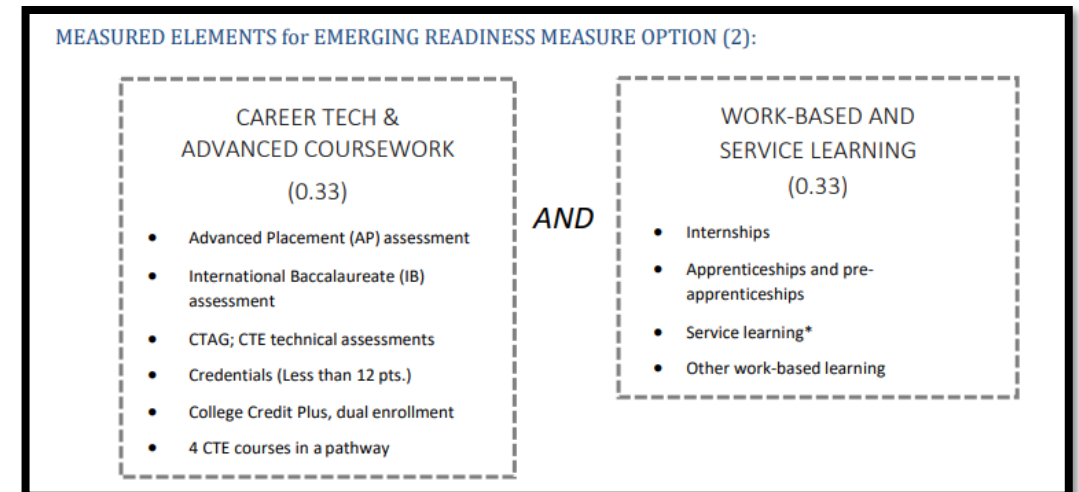 MEASURED ELEMENTS for EMERGING READINESS MEASURE OPTION (2):
CAREER TECH &
ADVANCED COURSEWORK
(0.33)
• Advanced Placement (AP) assessment
• International Baccalaureate (IB)
assessment
• CTAG; CTE technical assessments
• Credentials (Less than 12 pts.)
• College Credit Plus, dual enrollment
• 4 CTE courses in a pathway
AND
WORK-BASED AND
SERVICE LEARNING
(0.33)
• Internships
• Apprenticeships and pre-
apprenticeships
• Service learning*
• Other work-based learning